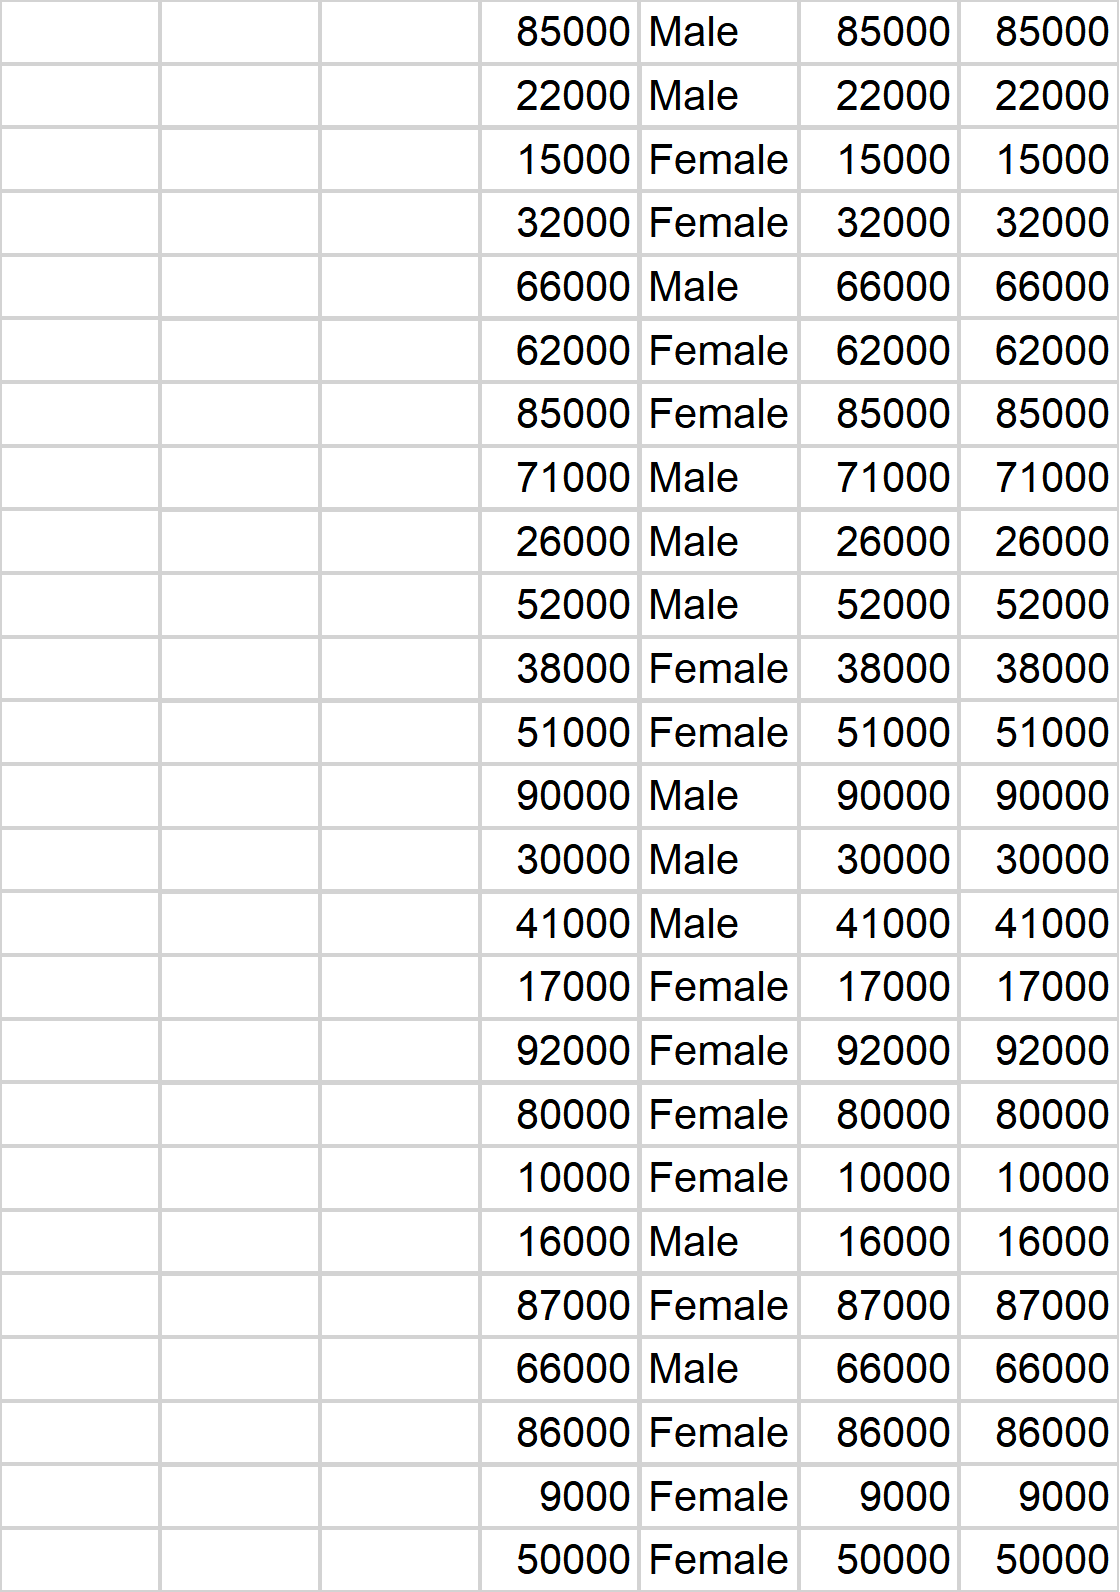 85000 Male 85000 85000
22000 Male 22000 22000
15000 Female 15000 15000
32000 Female 32000 32000
66000 Male 66000 66000
62000 Female 62000 62000
85000 Female 85000 85000
71000 Male 71000 71000
26000 Male 26000 26000
52000 Male 52000 52000
38000 Female 38000 38000
51000 Female 51000 51000
90000 Male 90000 90000
30000 Male 30000 30000
41000 Male 41000 41000
17000 Female 17000 17000
92000 Female 92000 92000
80000 Female 80000 80000
10000 Female 10000 10000
16000 Male 16000 16000
87000 Female 87000 87000
66000 Male 66000 66000
86000 Female 86000 86000
9000 Female 9000 9000
50000 Female 50000 50000